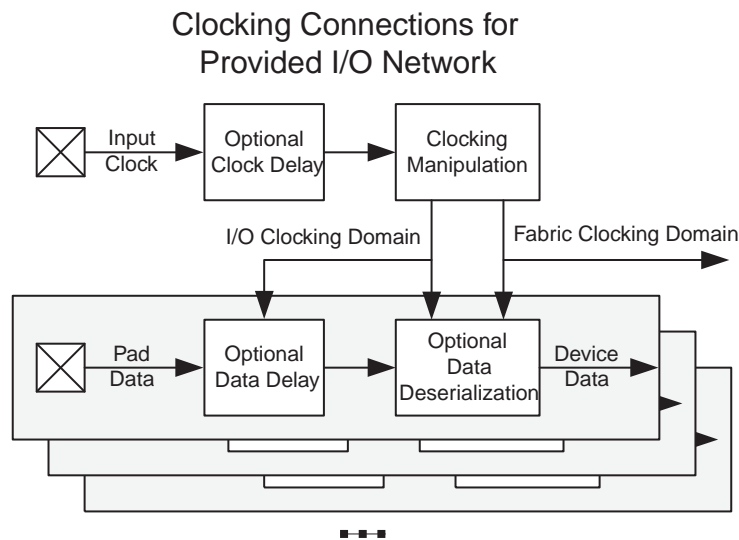 Clocking Connections for
Provided I/O Network
Input
Clock
Optional
Clock Delay
Clocking
Manipulation
I/O Clocking Domain
Fabric Clocking Domain
Pad
Data
Optional
Data Delay
Optional
Data
Deserialization
Device
Data